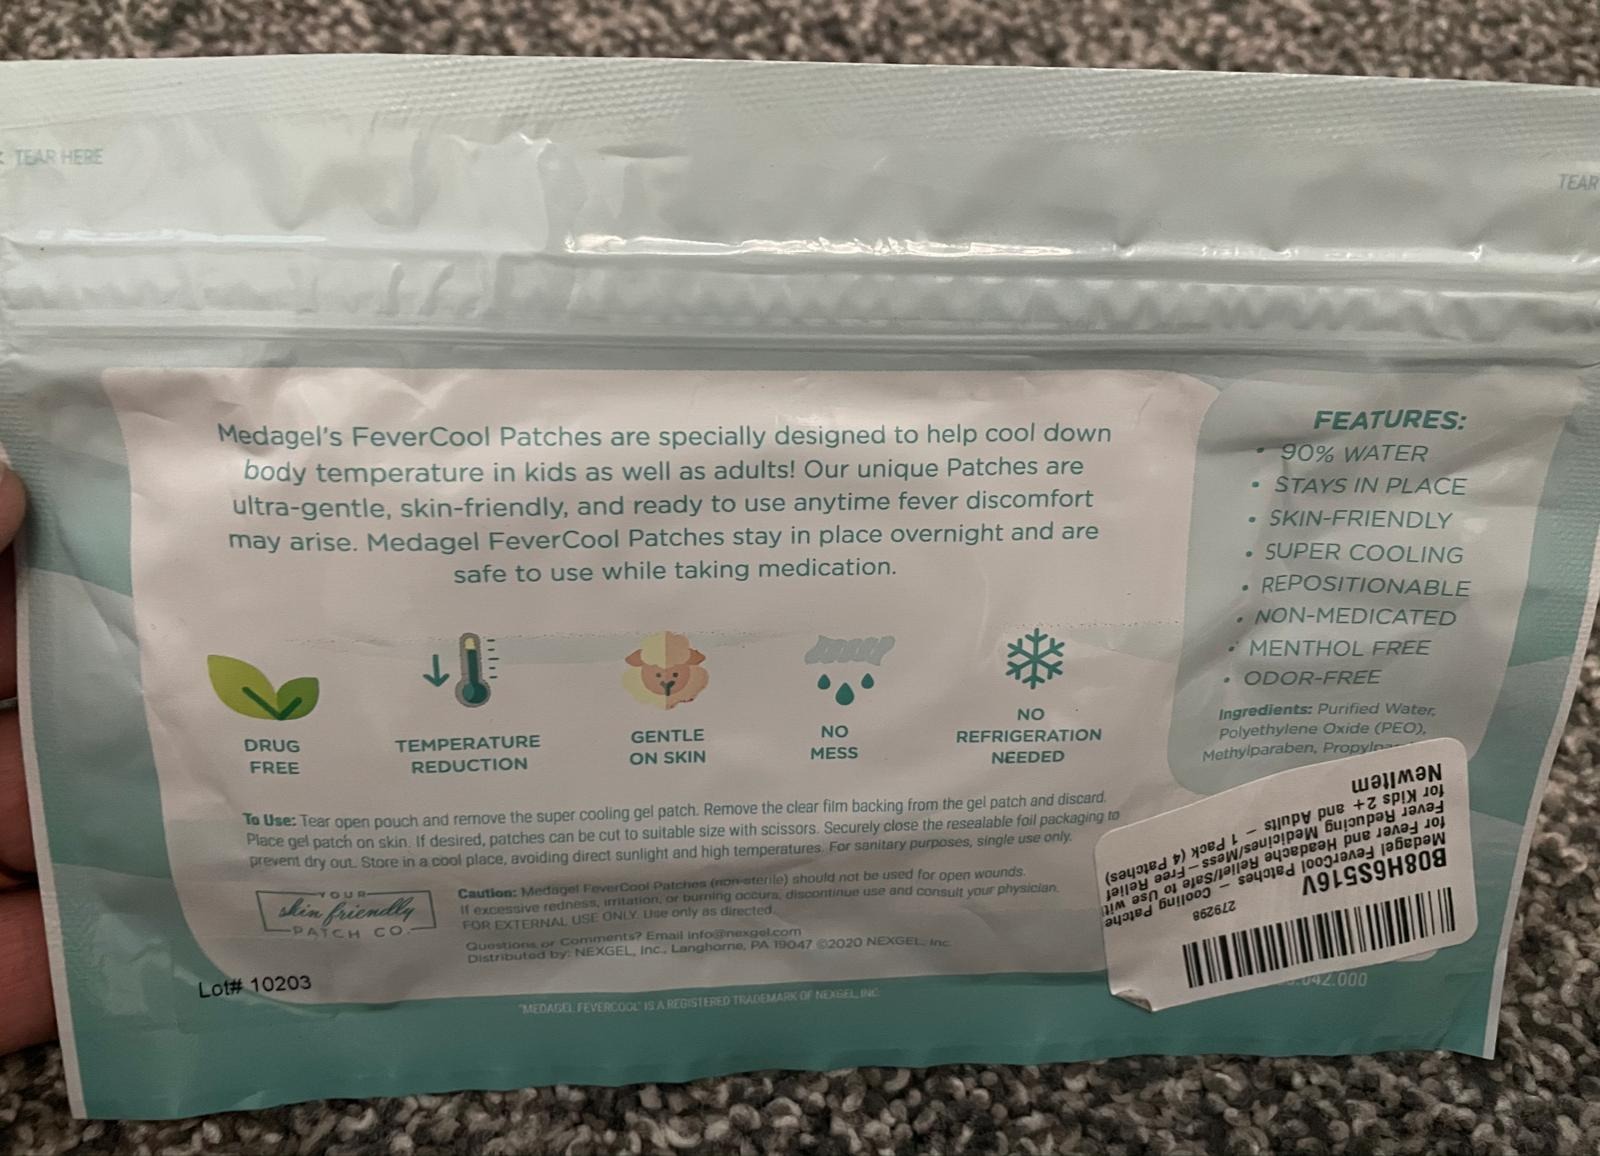 TEAR HERE
TEAR
Medagel's FeverCool Patches are specially designed to help cool down
body temperature in kids as well as adults! Our unique Patches are
ultra-gentle, skin-friendly, and ready to use anytime fever discomfort
may arise. Medagel FeverCool Patches stay in place overnight and are
safe to use while taking medication.
DRUG
FREE
TEMPERATURE
REDUCTION
GENTLE
ON SKIN
NO
MESS
NO
REFRIGERATION
NEEDED
FEATURES:
• 90% WATER
• STAYS IN PLACE
• SKIN-FRIENDLY
• SUPER COOLING
• REPOSITIONABLE
• NON-MEDICATED
• MENTHOL FREE
• ODOR-FREE
Ingredients: Purified Water,
Polyethylene Oxide (PEO),
Methylparaben,
To Use: Tear open pouch and remove the super cooling gel patch. Remove the clear film backing from the gel patch and discard.
Place gel patch on skin. If desired, patches can be cut to suitable size with scissors. Securely close the resealable foil packaging to
prevent dry out. Store in a cool place, avoiding direct sunlight and high temperatures. For sanitary purposes, single use only.
YOUR
skin friendly
PATCH CO.
Caution: Medagel FeverCool Patches (non-sterile) should not be used for open wounds.
If excessive redness, irritation, or burning occurs, discontinue use and consult your physician.
FOR EXTERNAL USE ONLY. Use only as directed.
Questions or Comments? Email info@nexgel.com
Distributed by: NEXGEL, Inc., Langhorne, PA 19047 ©2020 NEXGEL, Inc.
Lot# 10203
"MEDAGEL FEVERCOOL" IS A REGISTERED TRADEMARK OF NEXGEL, INC.
279298
B08H6S516V
Medagel FeverCool Patches – Cooling Patche
for Fever and Headache Relief/Safe to Use wit
Fever Reducing Medicines/Mess-Free Relief
for Kids 2+ and Adults – 1 Pack (4 Patches)
NewItem
.042.000